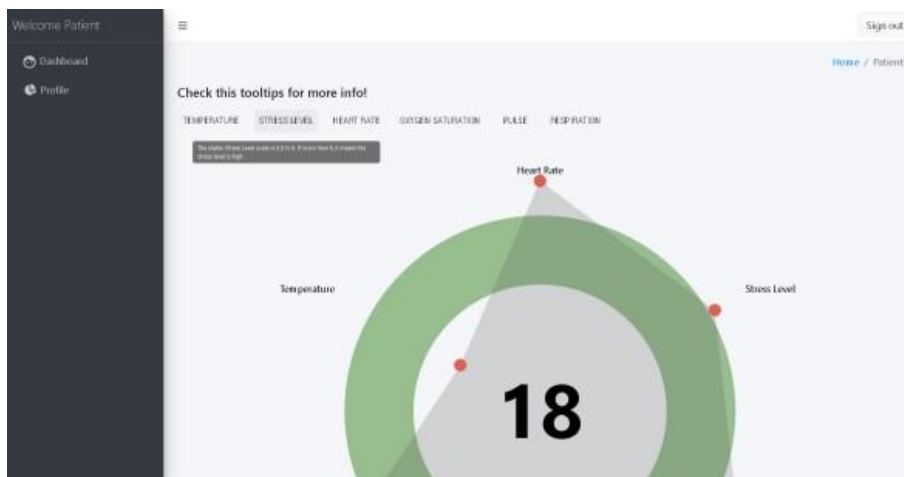 Welcome Patient
Sign out
Dashboard
Home / Patient
Profile
Check this tooltips for more info!
TEMPERATURE STRESS LEVEL HEART RATE OXYGEN SATURATION PULSE RESPIRATION
Heart Rate
Temperature
Stress Level
18